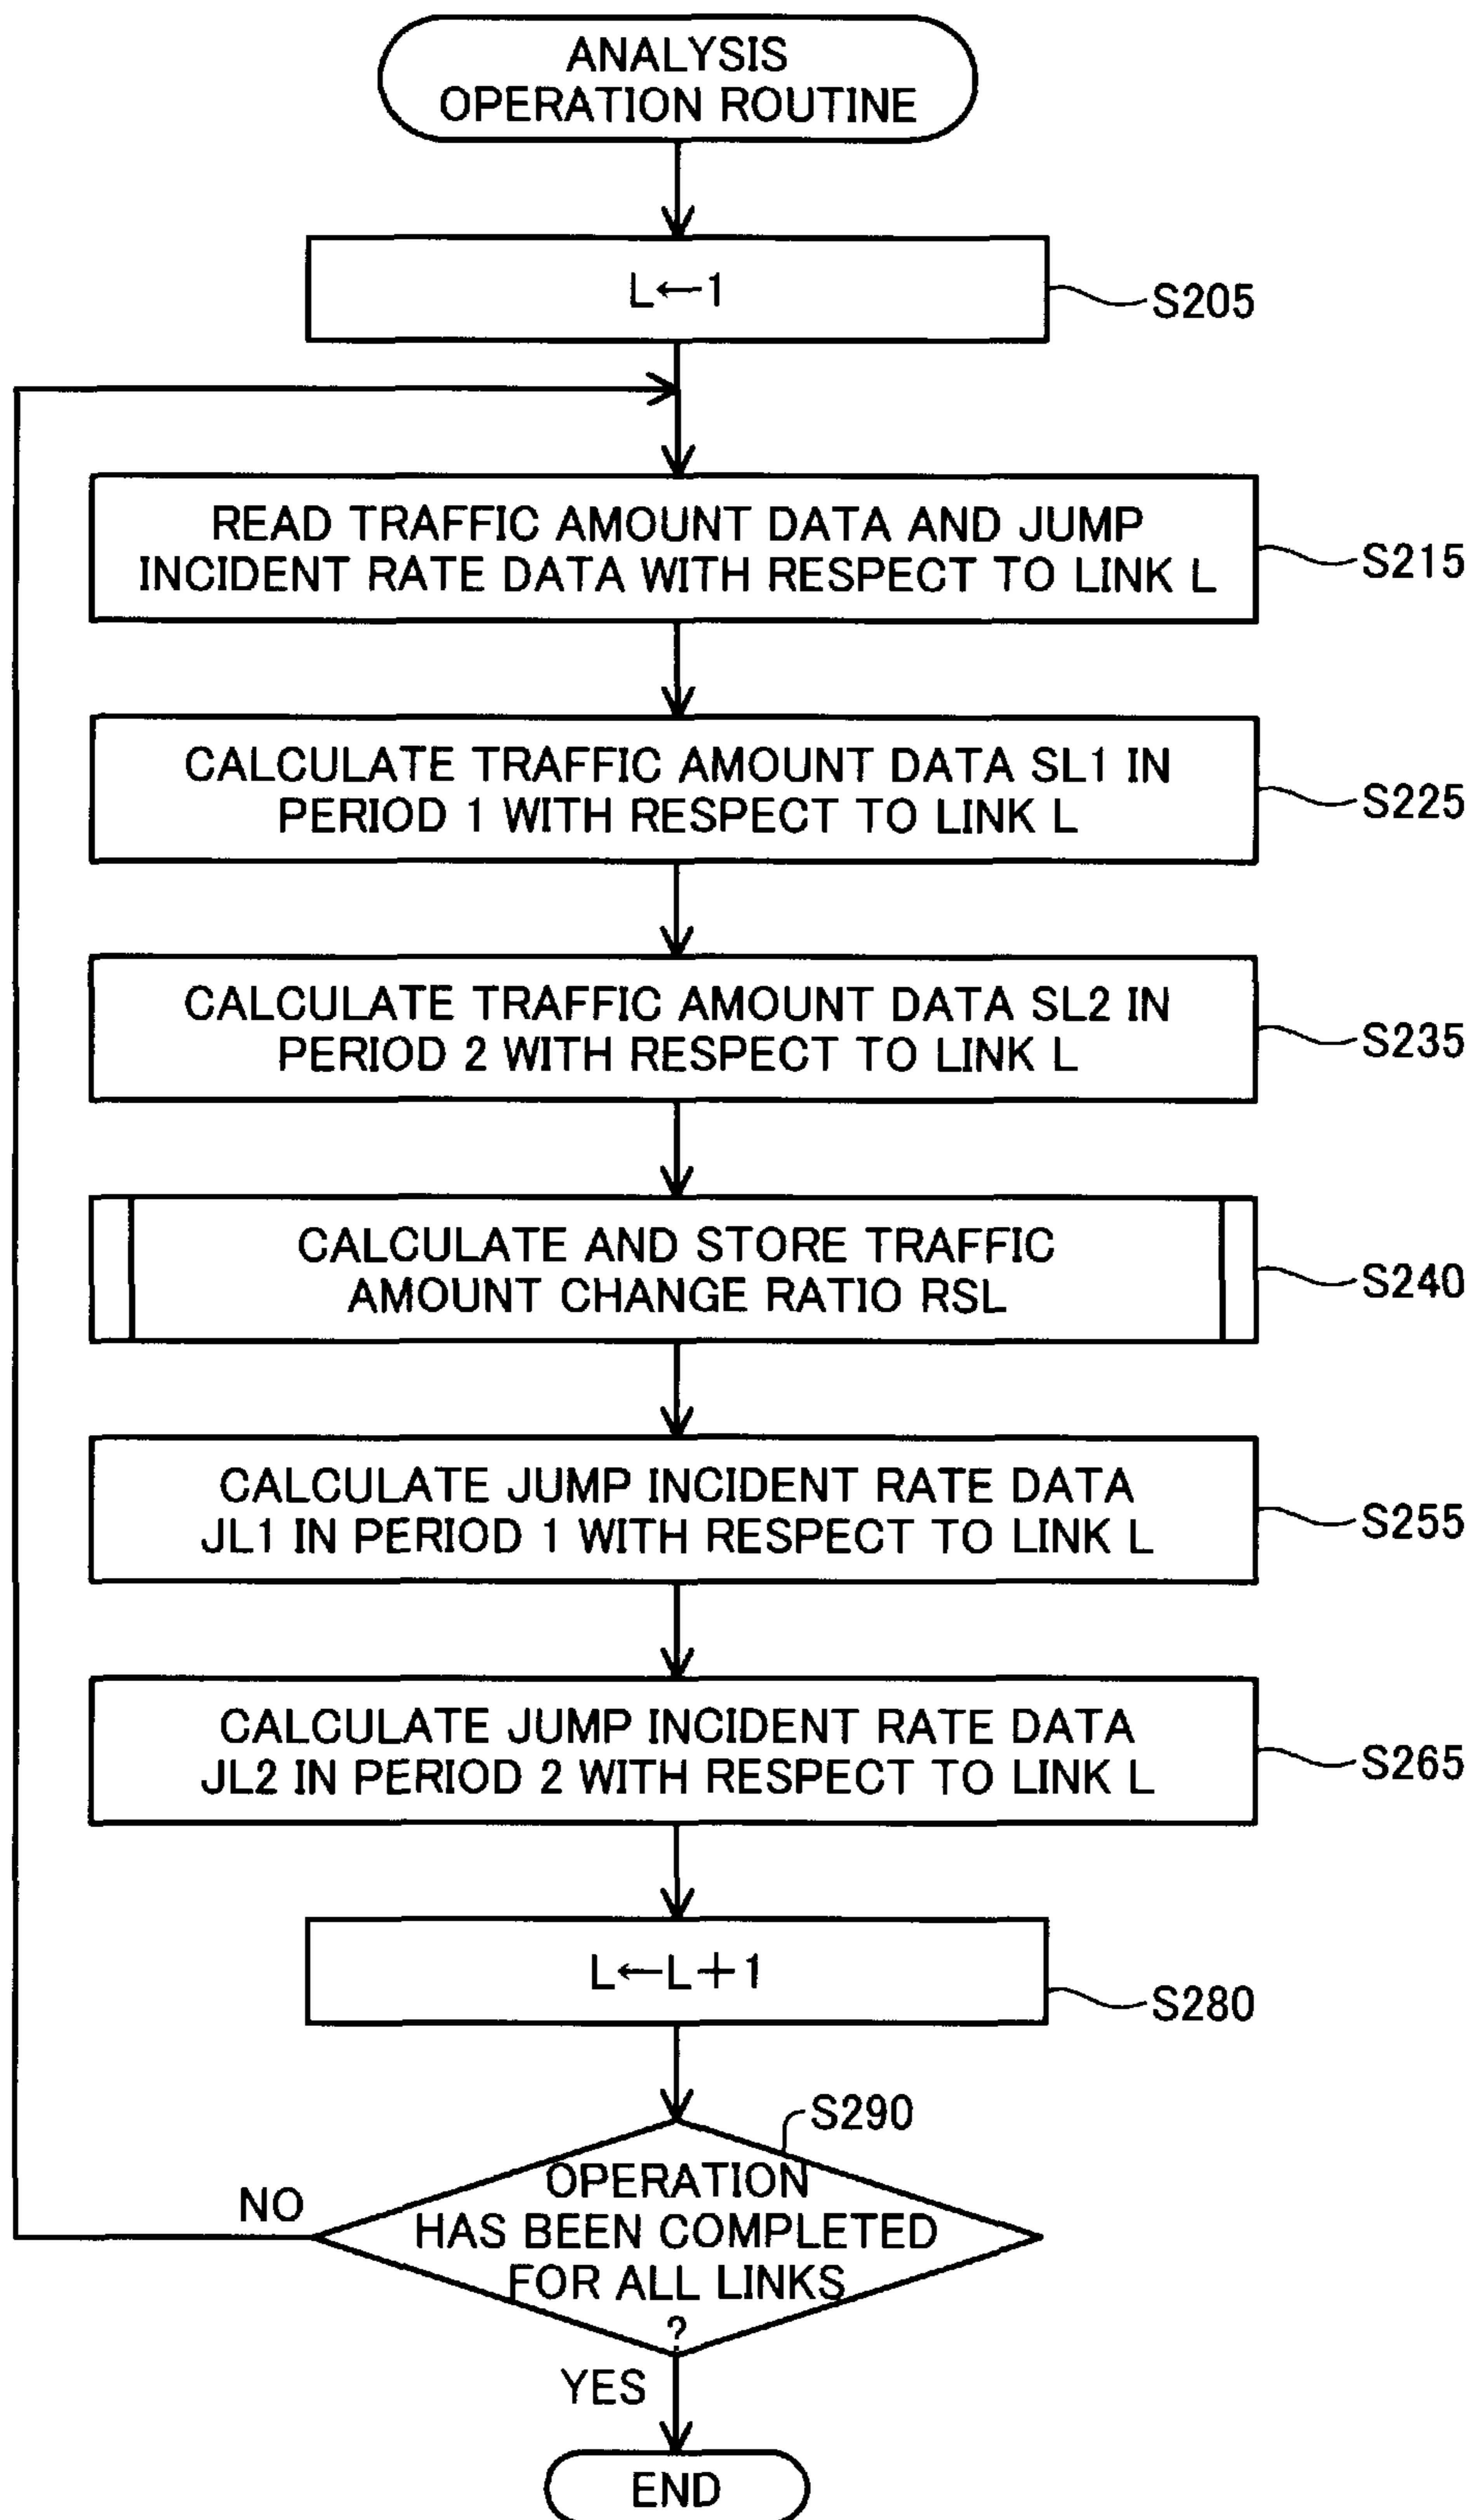 ANALYSIS
OPERATION ROUTINE
L←1
S205
READ TRAFFIC AMOUNT DATA AND JUMP
INCIDENT RATE DATA WITH RESPECT TO LINK L
S215
CALCULATE TRAFFIC AMOUNT DATA SL1 IN
PERIOD 1 WITH RESPECT TO LINK L
S225
CALCULATE TRAFFIC AMOUNT DATA SL2 IN
PERIOD 2 WITH RESPECT TO LINK L
S235
CALCULATE AND STORE TRAFFIC
AMOUNT CHANGE RATIO RSL
S240
CALCULATE JUMP INCIDENT RATE DATA
JL1 IN PERIOD 1 WITH RESPECT TO LINK L
S255
CALCULATE JUMP INCIDENT RATE DATA
JL2 IN PERIOD 2 WITH RESPECT TO LINK L
S265
L←L+1
S280
S290
OPERATION
HAS BEEN COMPLETED
FOR ALL LINKS
?
NO
YES
END